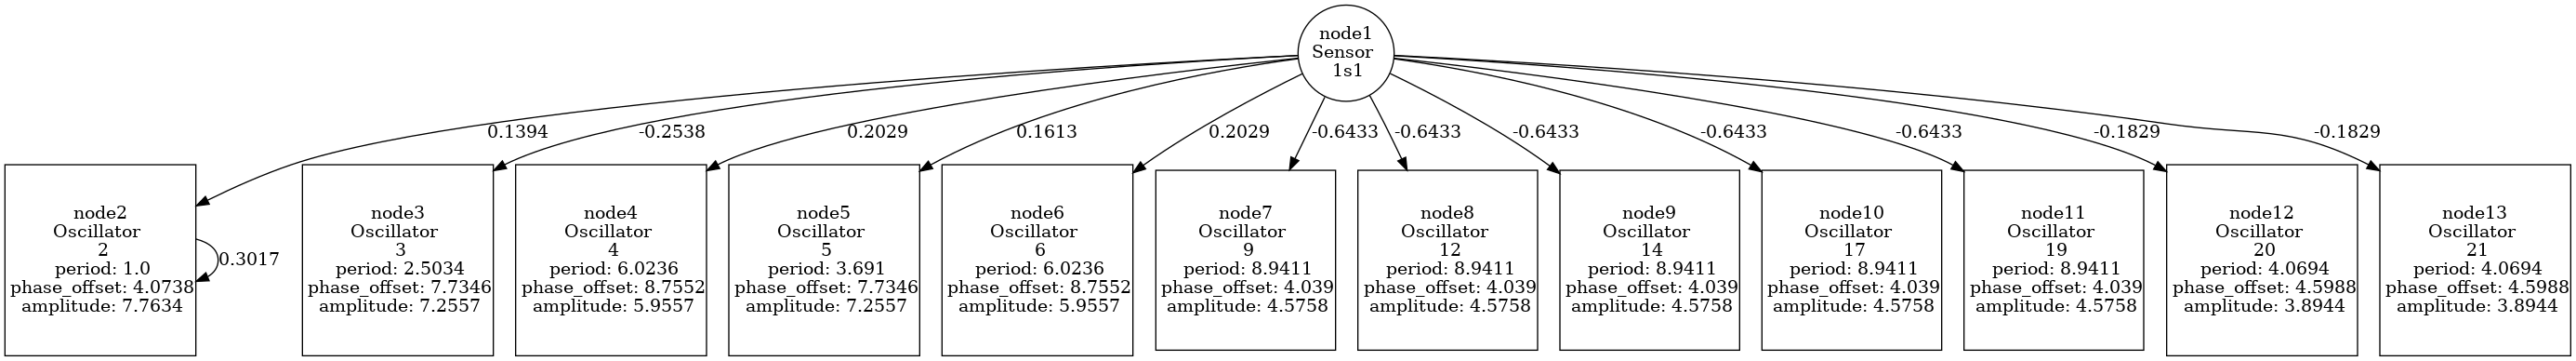 node1
Sensor
1s1
0.1394
-0.2538
0.2029
0.1613
0.2029
-0.6433
-0.6433
-0.6433
-0.6433
-0.6433
-0.1829
-0.1829
node2
Oscillator
2
period: 1.0
phase_offset: 4.0738
amplitude: 7.7634
0.3017
node3
Oscillator
3
period: 2.5034
phase_offset: 7.7346
amplitude: 7.2557
node4
Oscillator
4
period: 6.0236
phase_offset: 8.7552
amplitude: 5.9557
node5
Oscillator
5
period: 3.691
phase_offset: 7.7346
amplitude: 7.2557
node6
Oscillator
6
period: 6.0236
phase_offset: 8.7552
amplitude: 5.9557
node7
Oscillator
9
period: 8.9411
phase_offset: 4.039
amplitude: 4.5758
node8
Oscillator
12
period: 8.9411
phase_offset: 4.039
amplitude: 4.5758
node9
Oscillator
14
period: 8.9411
phase_offset: 4.039
amplitude: 4.5758
node10
Oscillator
17
period: 8.9411
phase_offset: 4.039
amplitude: 4.5758
node11
Oscillator
19
period: 8.9411
phase_offset: 4.039
amplitude: 4.5758
node12
Oscillator
20
period: 4.0694
phase_offset: 4.5988
amplitude: 3.8944
node13
Oscillator
21
period: 4.0694
phase_offset: 4.5988
amplitude: 3.8944